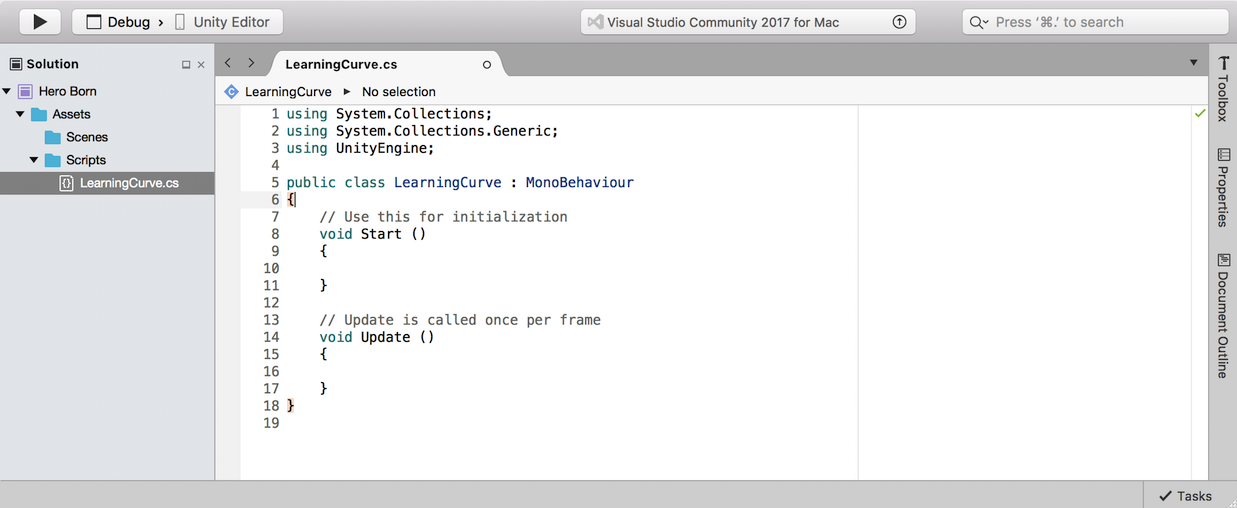 Debug › Unity Editor
Visual Studio Community 2017 for Mac
Press ‘⌘.’ to search
Solution
Hero Born
Assets
Scenes
Scripts
LearningCurve.cs
LearningCurve.cs
LearningCurve ▸ No selection
1 using System.Collections;
2 using System.Collections.Generic;
3 using UnityEngine;
4
5 public class LearningCurve : MonoBehaviour
6 {
7     // Use this for initialization
8     void Start ()
9     {
10
11     }
12
13     // Update is called once per frame
14     void Update ()
15     {
16
17     }
18 }
19
Toolbox
Properties
Document Outline
Tasks